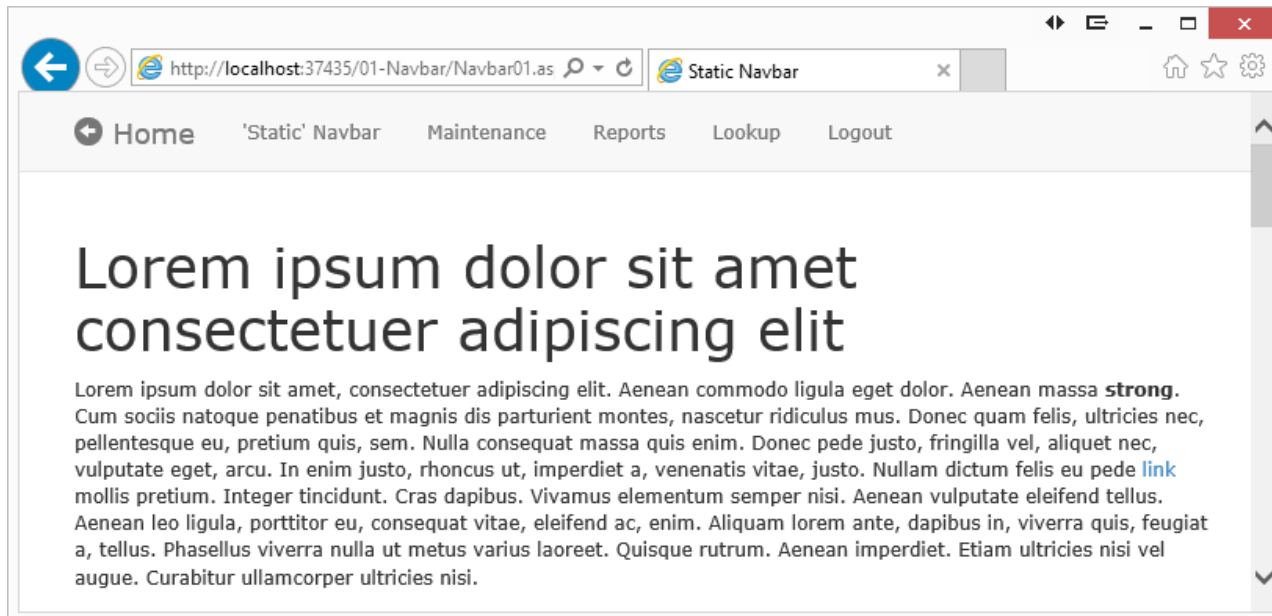 http://localhost:37435/01-Navbar/Navbar01.as
Static Navbar
Home 'Static' Navbar Maintenance Reports Lookup Logout
Lorem ipsum dolor sit amet
consectetuer adipiscing elit
Lorem ipsum dolor sit amet, consectetuer adipiscing elit. Aenean commodo ligula eget dolor. Aenean massa strong.
Cum sociis natoque penatibus et magnis dis parturient montes, nascetur ridiculus mus. Donec quam felis, ultricies nec,
pellentesque eu, pretium quis, sem. Nulla consequat massa quis enim. Donec pede justo, fringilla vel, aliquet nec,
vulputate eget, arcu. In enim justo, rhoncus ut, imperdiet a, venenatis vitae, justo. Nullam dictum felis eu pede link
mollis pretium. Integer tincidunt. Cras dapibus. Vivamus elementum semper nisi. Aenean vulputate eleifend tellus.
Aenean leo ligula, porttitor eu, consequat vitae, eleifend ac, enim. Aliquam lorem ante, dapibus in, viverra quis, feugiat
a, tellus. Phasellus viverra nulla ut metus varius laoreet. Quisque rutrum. Aenean imperdiet. Etiam ultricies nisi vel
augue. Curabitur ullamcorper ultricies nisi.